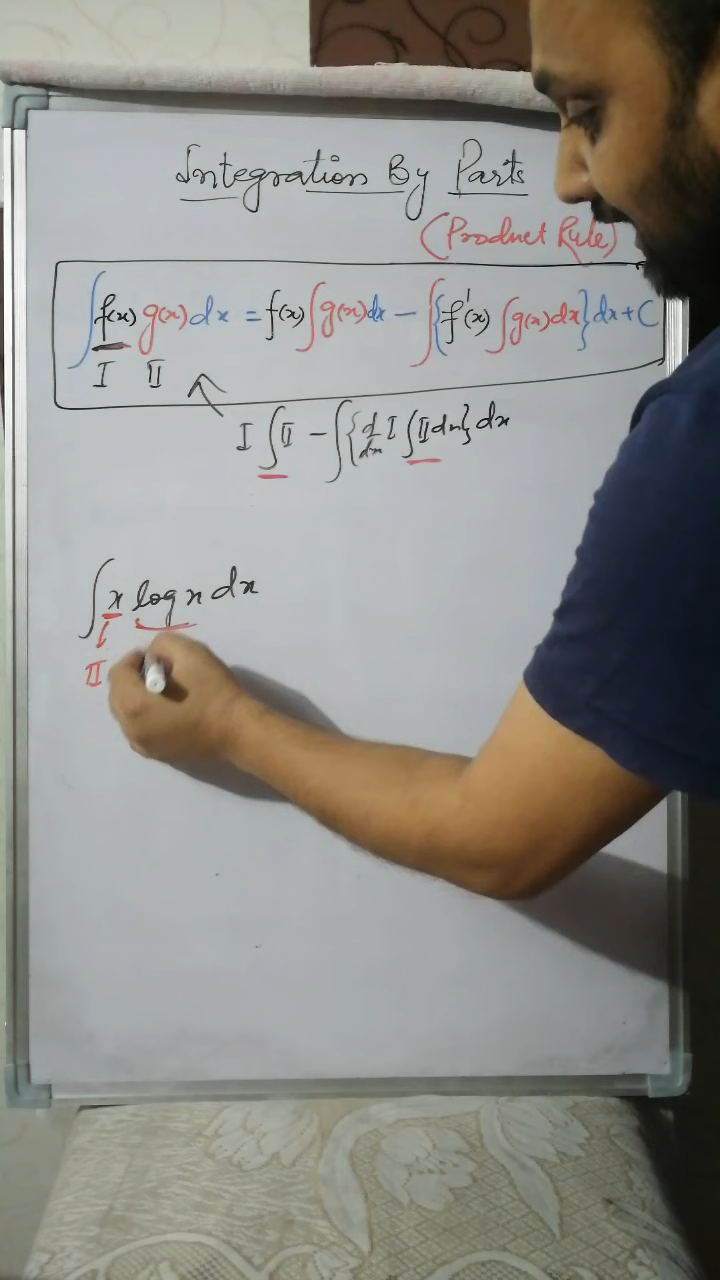 Integration By Parts
(Product Rule)
∫f(x) g(x) dx = f(x)∫g(x)dx − ∫{f'(x) ∫g(x)dx}dx + C
I II
I ∫II − ∫{d/dx I ∫II dx} dx
∫x log x dx
I
II